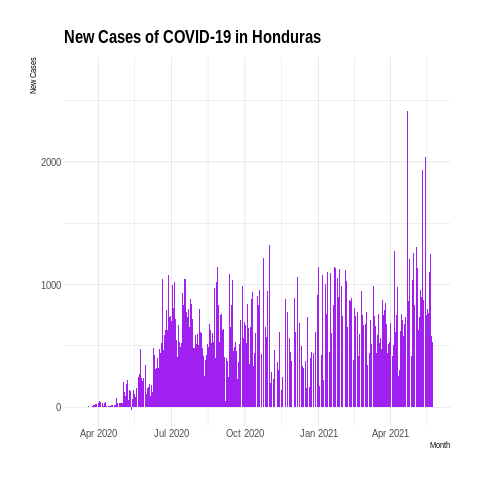 New Cases of COVID-19 in Honduras
New Cases
2000
1000
0
Apr 2020 Jul 2020 Oct 2020 Jan 2021 Apr 2021
Month